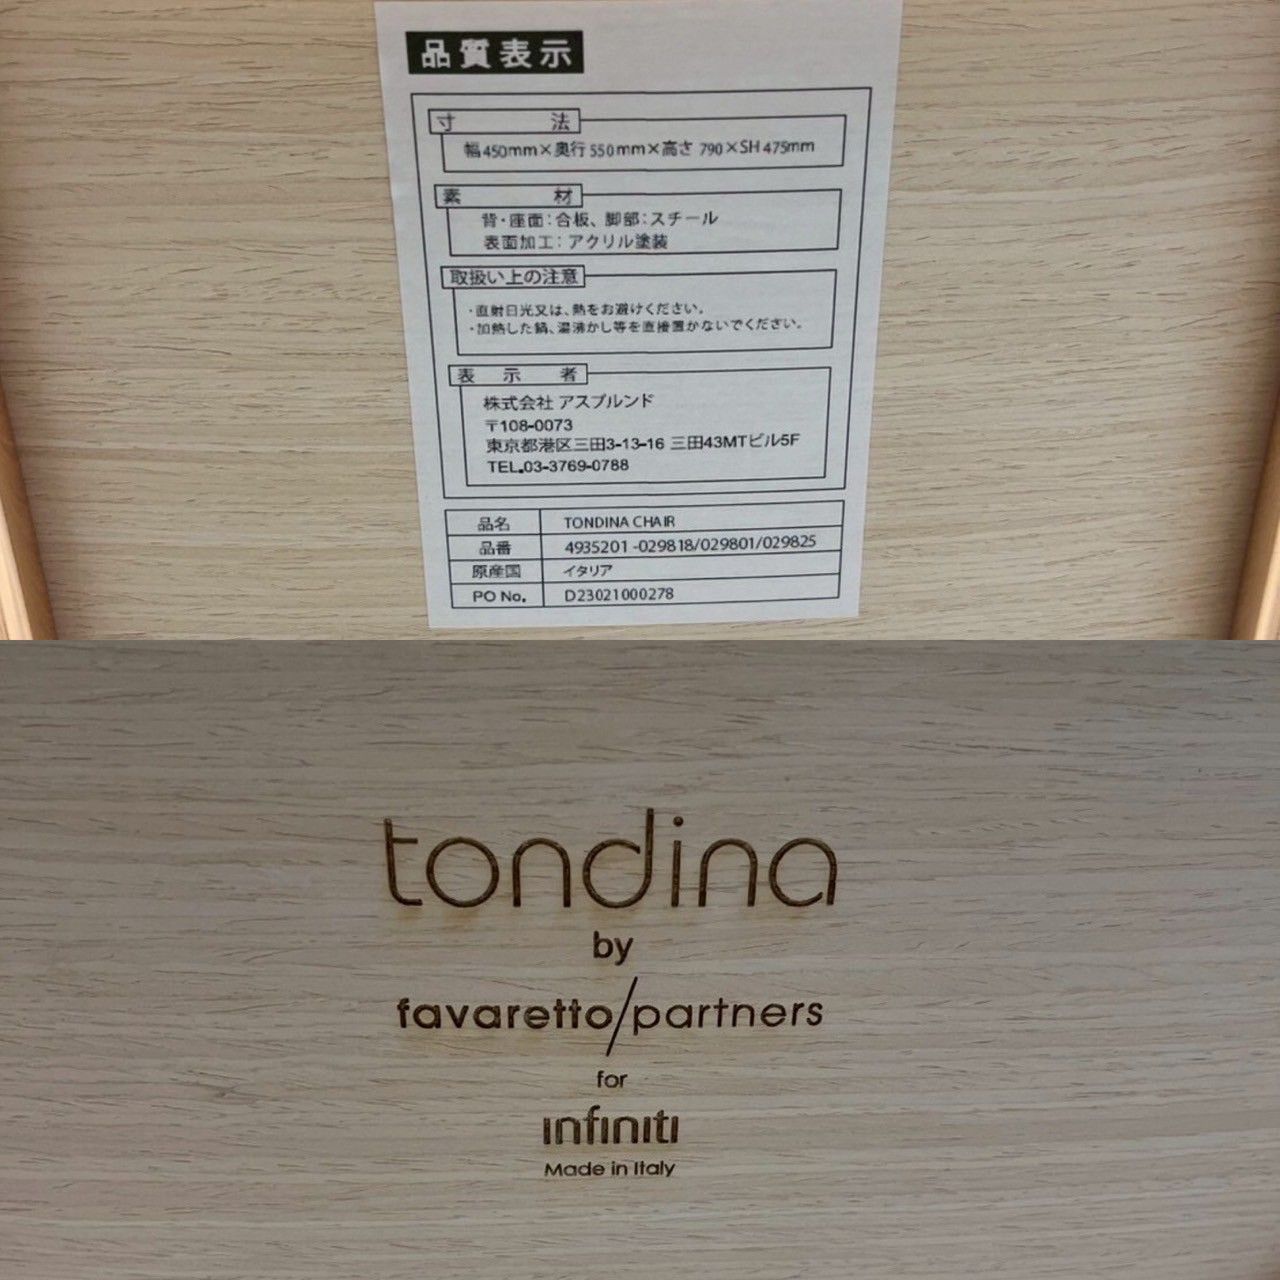 品質表示
寸法
幅450mm×奥行550mm×高さ 790×SH 475mm
素材
背・座面：合板、脚部：スチール
表面加工：アクリル塗装
取扱い上の注意
・直射日光又は、熱をお避けください。
・加熱した鍋、湯沸かし等を直接置かないでください。
表示者
株式会社 アスプルンド
〒108-0073
東京都港区三田3-13-16 三田43MTビル5F
TEL.03-3769-0788
品名 TONDINA CHAIR
品番 4935201-029818/029801/029825
原産国 イタリア
PO No. D23021000278
tondina
by
favaretto/partners
for
infiniti
Made in Italy